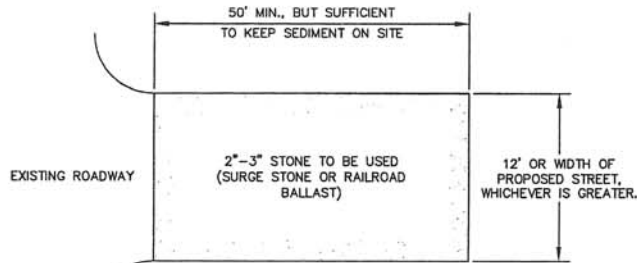 50' MIN., BUT SUFFICIENT
TO KEEP SEDIMENT ON SITE
EXISTING ROADWAY
2"-3" STONE TO BE USED
(SURGE STONE OR RAILROAD
BALLAST)
12' OR WIDTH OF
PROPOSED STREET,
WHICHEVER IS GREATER.